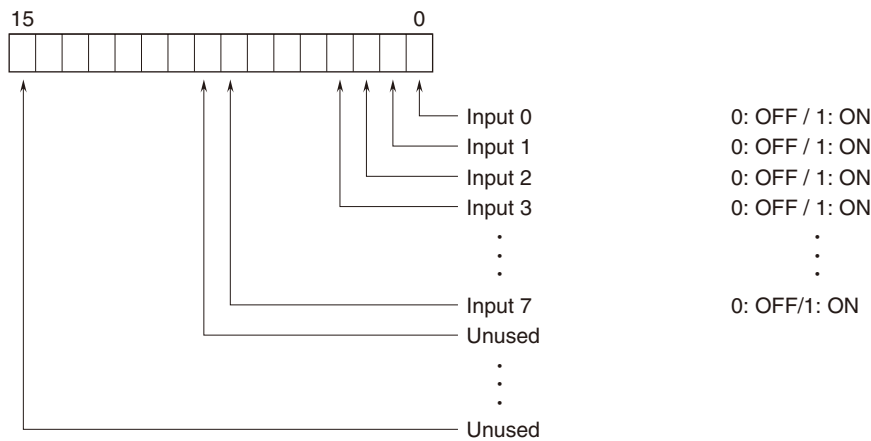 15 0
Input 0 0: OFF / 1: ON
Input 1 0: OFF / 1: ON
Input 2 0: OFF / 1: ON
Input 3 0: OFF / 1: ON
Input 7 0: OFF/1: ON
Unused
Unused